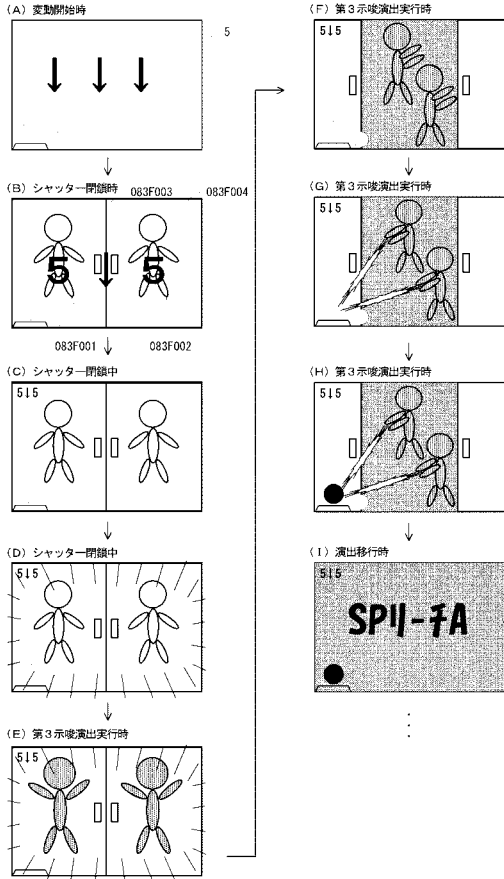 (A) 変動開始時
5
(B) シャッター閉鎖時
083F003
083F004
5
5
083F001
083F002
(C) シャッター閉鎖中
5↓5
(D) シャッター閉鎖中
5↓5
(E) 第3示唆演出実行時
5↓5
(F) 第3示唆演出実行時
5↓5
(G) 第3示唆演出実行時
5↓5
(H) 第3示唆演出実行時
5↓5
(I) 演出移行時
5↓5
SPリーチA